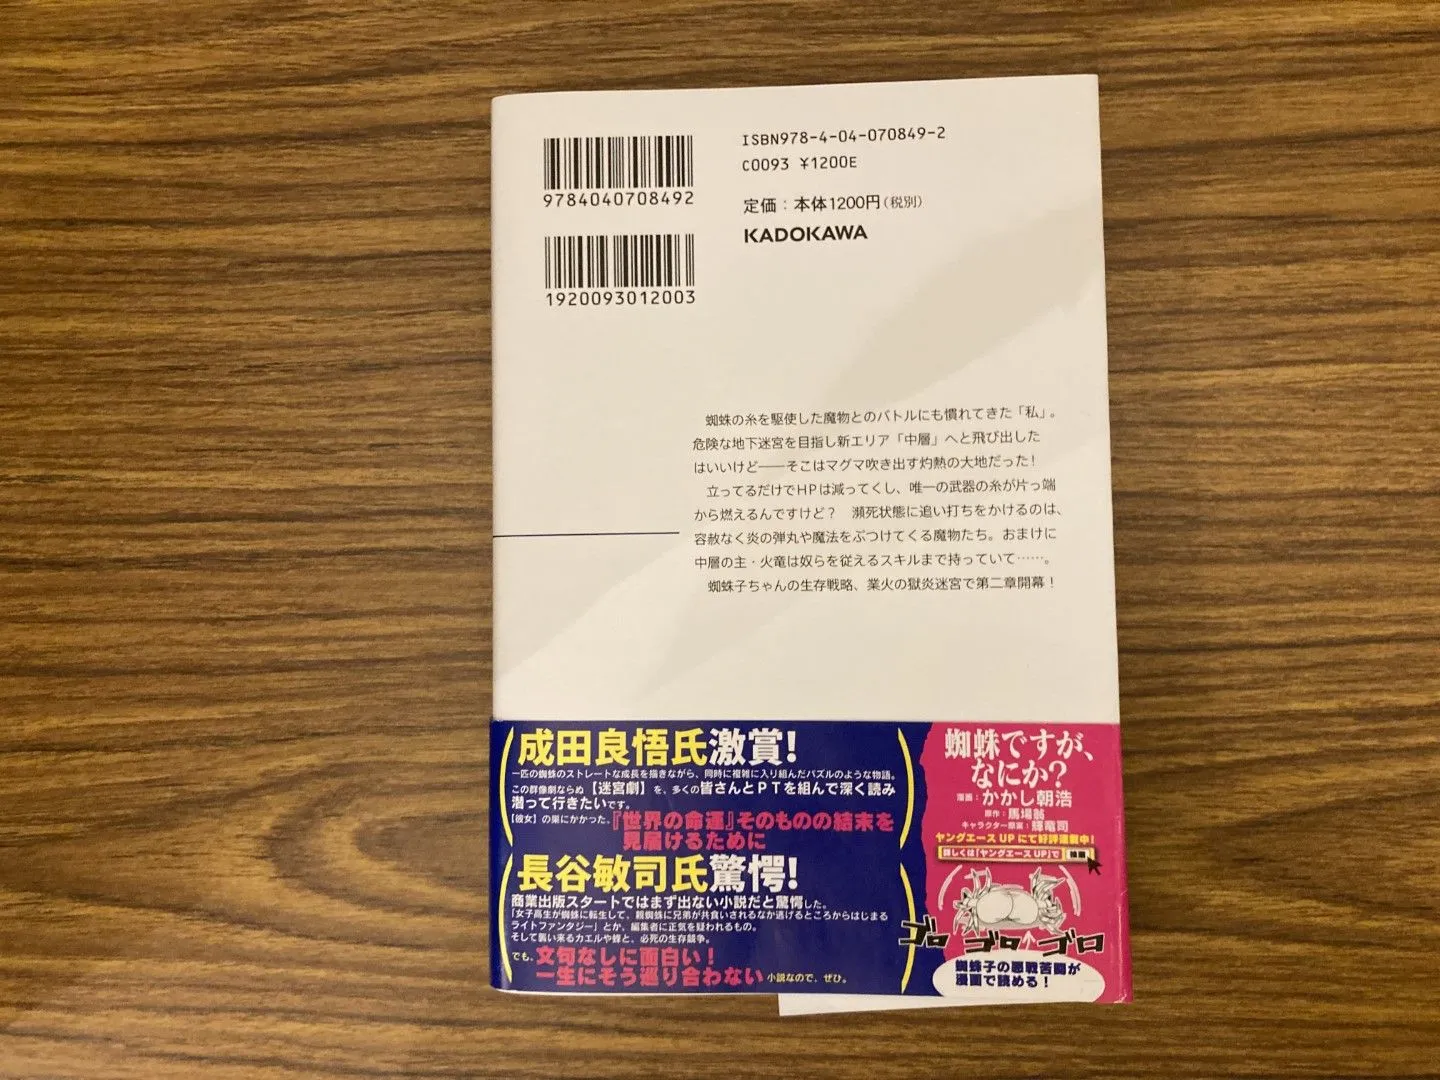 ISBN978-4-04-070849-2
C0093 ¥1200E
定価：本体1200円（税別）
KADOKAWA
9784040708492
1920093012003
蜘蛛の糸を駆使した魔物とのバトルにも慣れてきた「私」。
危険な地下迷宮を目指し新エリア「中層」へと飛び出した
はいいけど――そこはマグマ吹き出す灼熱の大地だった！
立ってるだけでHPは減ってくし、唯一の武器の糸が片っ端
から燃えるんですけど？　瀕死状態に追い打ちをかけるのは、
容赦なく炎の弾丸や魔法をぶつけてくる魔物たち。おまけに
中層の主・火竜は奴らを従えるスキルまで持っていて……。
蜘蛛子ちゃんの生存戦略、業火の獄炎迷宮で第二章開幕！
成田良悟氏激賞!
一匹の蜘蛛のストレートな成長を描きながら、同時に複雑に入り組んだパズルのような物語。
この群像劇ならぬ【迷宮劇】を、多くの皆さんとPTを組んで深く読み
潜って行きたいです。
【彼女】の巣にかかった、『世界の命運』そのものの結末を
見届けるために
長谷敏司氏驚愕!
商業出版スタートではまず出ない小説だと驚愕した。
「女子高生が蜘蛛に転生して、親蜘蛛に兄弟が共食いされるなか逃げるところからはじまる
ライトファンタジー」とか、編集者に正気を疑われるもの。
そして襲い来るカエルや蜂と、必死の生存競争。
でも、文句なしに面白い！
一生にそう巡り合わない小説なので、ぜひ。
蜘蛛ですが、
なにか？
漫画：かかし朝浩
原作：馬場翁
キャラクター原案：輝竜司
ヤングエースUPにて好評連載中！
詳しくは「ヤングエースUP」で 検索
ゴロ ゴロ ゴロ
蜘蛛子の悪戦苦闘が
漫画で読める！